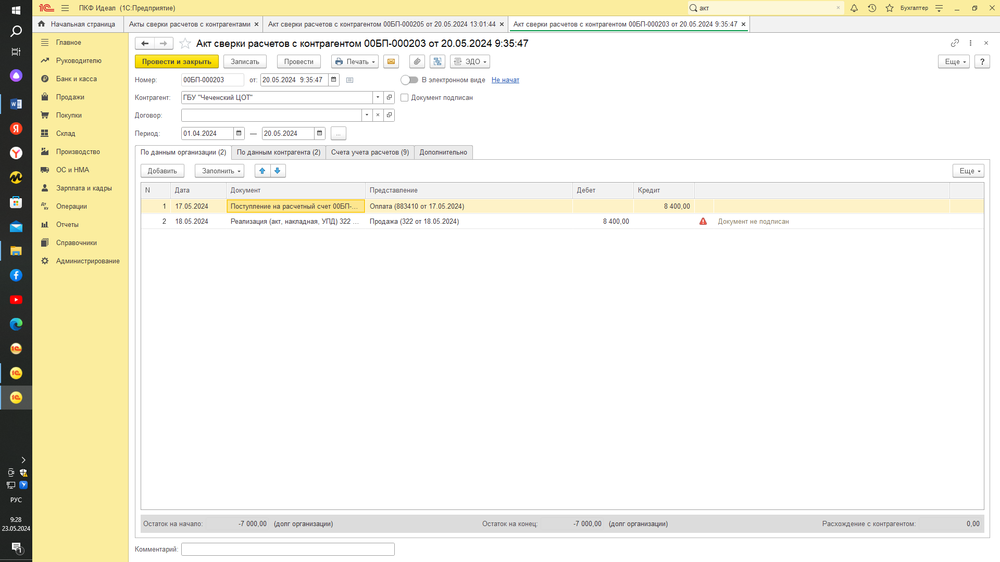 ПКФ Идеал (1С:Предприятие)
акт
Бухгалтер
Начальная страница
Акты сверки расчетов с контрагентами
Акт сверки расчетов с контрагентом 00БП-000205 от 20.05.2024 13:01:44
Акт сверки расчетов с контрагентом 00БП-000203 от 20.05.2024 9:35:47
Главное
Руководителю
Банк и касса
Продажи
Покупки
Склад
Производство
ОС и НМА
Зарплата и кадры
Операции
Отчеты
Справочники
Администрирование
Акт сверки расчетов с контрагентом 00БП-000203 от 20.05.2024 9:35:47
Провести и закрыть
Записать
Провести
Печать
ЭДО
Еще
?
Номер:
00БП-000203
от:
20.05.2024 9:35:47
В электронном виде
Не начат
Контрагент:
ГБУ "Чеченский ЦОТ"
Документ подписан
Договор:
Период:
01.04.2024
—
20.05.2024
...
По данным организации (2)
По данным контрагента (2)
Счета учета расчетов (9)
Дополнительно
Добавить
Заполнить
Еще
N
Дата
Документ
Представление
Дебет
Кредит
1
17.05.2024
Поступление на расчетный счет 00БП-...
Оплата (883410 от 17.05.2024)
8 400,00
2
18.05.2024
Реализация (акт, накладная, УПД) 322 ...
Продажа (322 от 18.05.2024)
8 400,00
Документ не подписан
Остаток на начало:
-7 000,00
(долг организации)
Остаток на конец:
-7 000,00
(долг организации)
Расхождение с контрагентом:
0,00
Комментарий:
РУС
9:28
23.05.2024
1